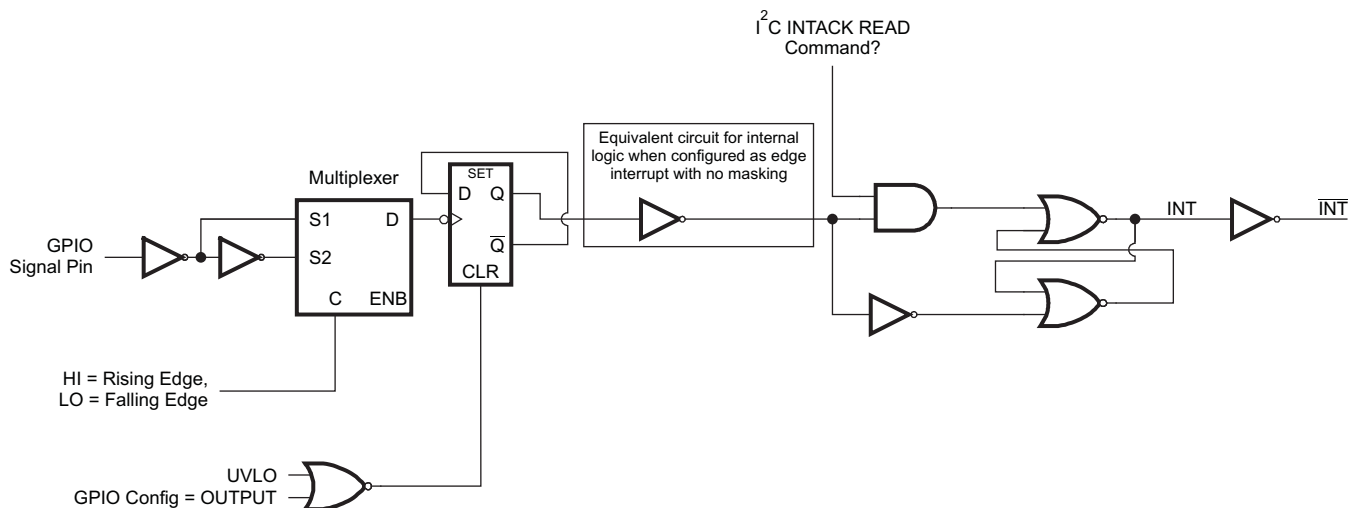 I²C INTACK READ
Command?
Equivalent circuit for internal
logic when configured as edge
interrupt with no masking
Multiplexer
SET
D Q
S1 D
Q̅
S2
CLR
C ENB
GPIO
Signal Pin
INT
I̅N̅T̅
HI = Rising Edge,
LO = Falling Edge
UVLO
GPIO Config = OUTPUT